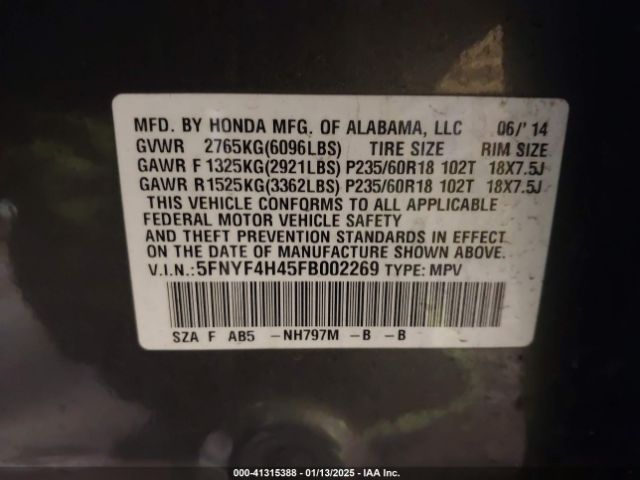 MFD. BY HONDA MFG. OF ALABAMA, LLC 06/'14
GVWR 2765KG(6096LBS) TIRE SIZE RIM SIZE
GAWR F 1325KG(2921LBS) P235/60R18 102T 18X7.5J
GAWR R 1525KG(3362LBS) P235/60R18 102T 18X7.5J
THIS VEHICLE CONFORMS TO ALL APPLICABLE
FEDERAL MOTOR VEHICLE SAFETY
AND THEFT PREVENTION STANDARDS IN EFFECT
ON THE DATE OF MANUFACTURE SHOWN ABOVE.
V.I.N.:5FNYF4H45FB002269 TYPE: MPV
SZA F AB5 -NH797M -B -B
000-41315388 - 01/13/2025 - IAA Inc.